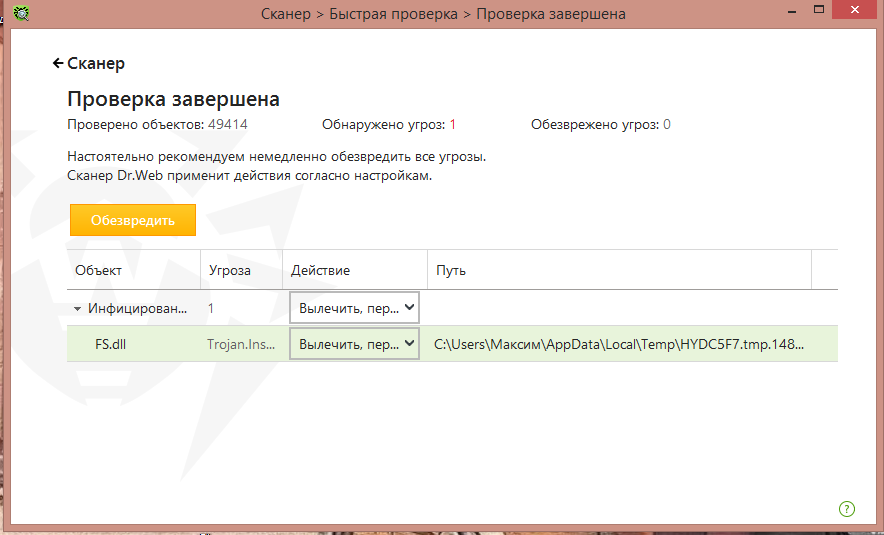 Сканер > Быстрая проверка > Проверка завершена
Сканер
Проверка завершена
Проверено объектов: 49414 Обнаружено угроз: 1 Обезврежено угроз: 0
Настоятельно рекомендуем немедленно обезвредить все угрозы.
Сканер Dr.Web применит действия согласно настройкам.
Обезвредить
Объект Угроза Действие Путь
Инфицирован... 1 Вылечить, пер...
FS.dll Trojan.Ins... Вылечить, пер... C:\Users\Максим\AppData\Local\Temp\HYDC5F7.tmp.148...
?